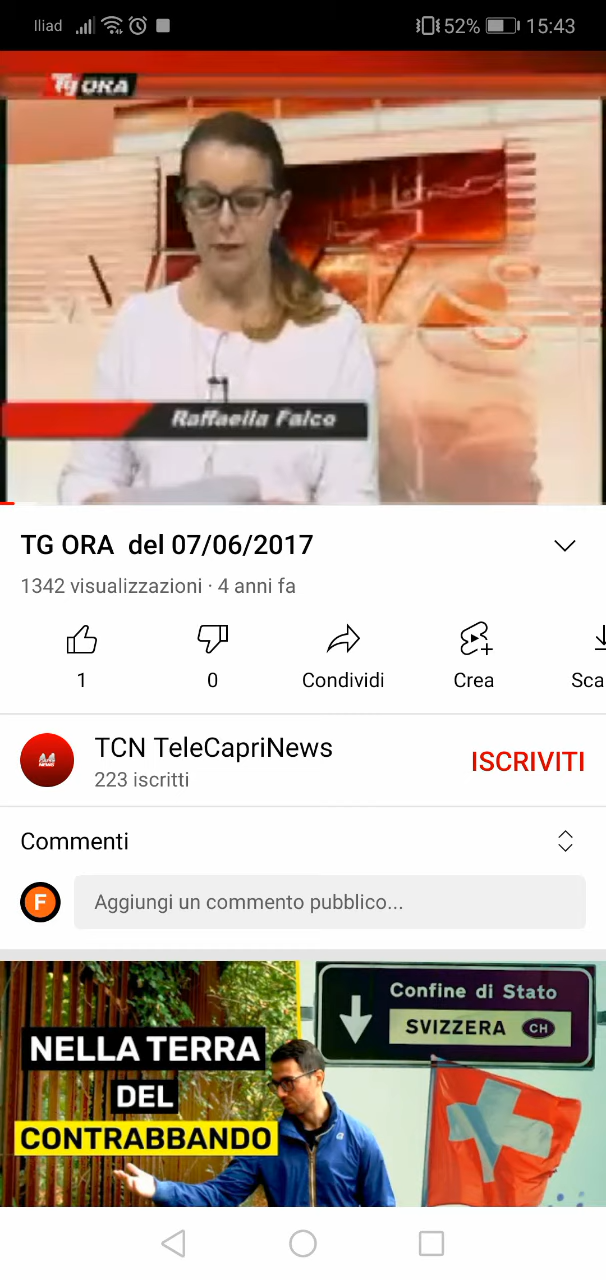 Iliad 52% 15:43
Tg ORA
Raffaella Falco
TG ORA del 07/06/2017
1342 visualizzazioni · 4 anni fa
1 0 Condividi Crea Sca
TCN TeleCapriNews
223 iscritti
ISCRIVITI
Commenti
F Aggiungi un commento pubblico...
Confine di Stato
SVIZZERA CH
NELLA TERRA
DEL
CONTRABBANDO